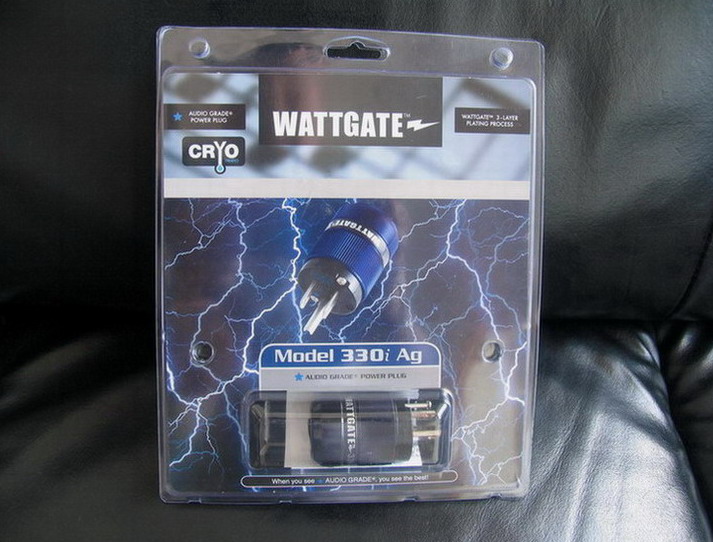 AUDIO GRADE®
POWER PLUG
WATTGATE™
WATTGATE™ 3-LAYER
PLATING PROCESS
CRYO
WATTGATE
Model 330i Ag
AUDIO GRADE® POWER PLUG
WATTGATE
When you see AUDIO GRADE®, you see the best!